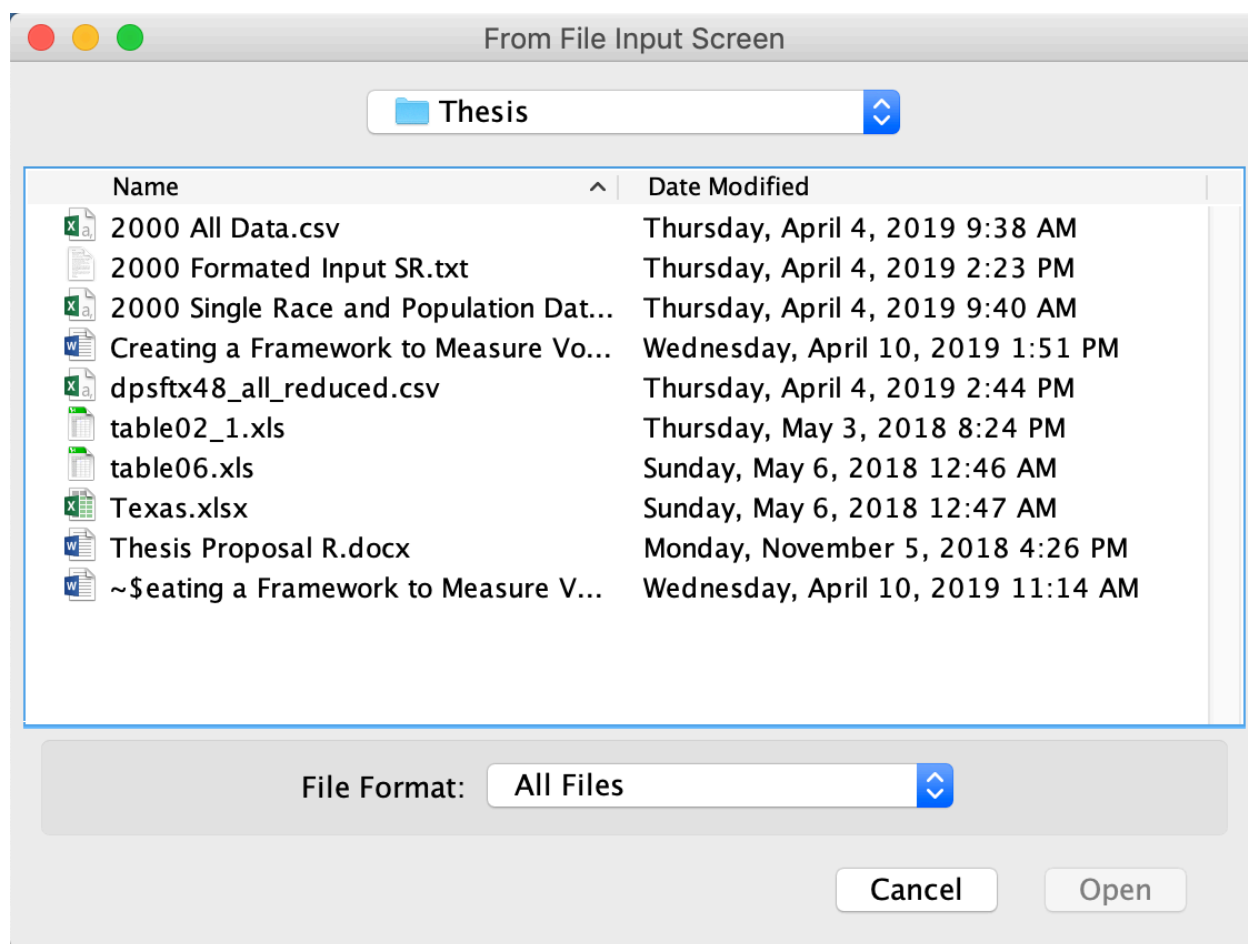 From File Input Screen
Thesis
Name Date Modified
2000 All Data.csv Thursday, April 4, 2019 9:38 AM
2000 Formated Input SR.txt Thursday, April 4, 2019 2:23 PM
2000 Single Race and Population Dat... Thursday, April 4, 2019 9:40 AM
Creating a Framework to Measure Vo... Wednesday, April 10, 2019 1:51 PM
dpsftx48_all_reduced.csv Thursday, April 4, 2019 2:44 PM
table02_1.xls Thursday, May 3, 2018 8:24 PM
table06.xls Sunday, May 6, 2018 12:46 AM
Texas.xlsx Sunday, May 6, 2018 12:47 AM
Thesis Proposal R.docx Monday, November 5, 2018 4:26 PM
~$eating a Framework to Measure V... Wednesday, April 10, 2019 11:14 AM
File Format: All Files
Cancel Open